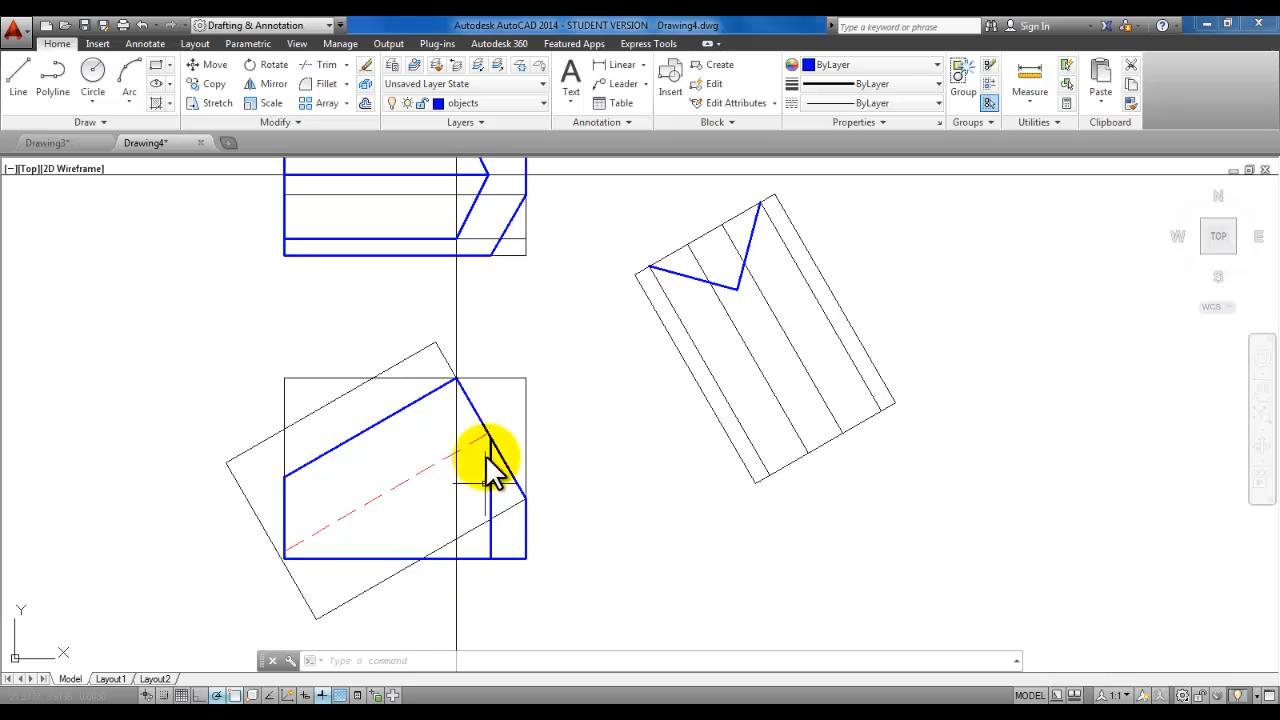 Drafting & Annotation
Autodesk AutoCAD 2014 - STUDENT VERSION Drawing4.dwg
Type a keyword or phrase
Sign In
Home Insert Annotate Layout Parametric View Manage Output Plug-ins Autodesk 360 Featured Apps Express Tools
Line Polyline Circle Arc
Move Rotate Trim
Copy Mirror Fillet
Stretch Scale Array
Unsaved Layer State
objects
Text
Linear
Leader
Table
Insert
Create
Edit
Edit Attributes
ByLayer
ByLayer
ByLayer
Group
Measure
Paste
Draw Modify Layers Annotation Block Properties Groups Utilities Clipboard
Drawing3* Drawing4*
[−][Top][2D Wireframe]
N
W TOP E
S
WCS
Y
X
Type a command
Model Layout1 Layout2
MODEL 1:1